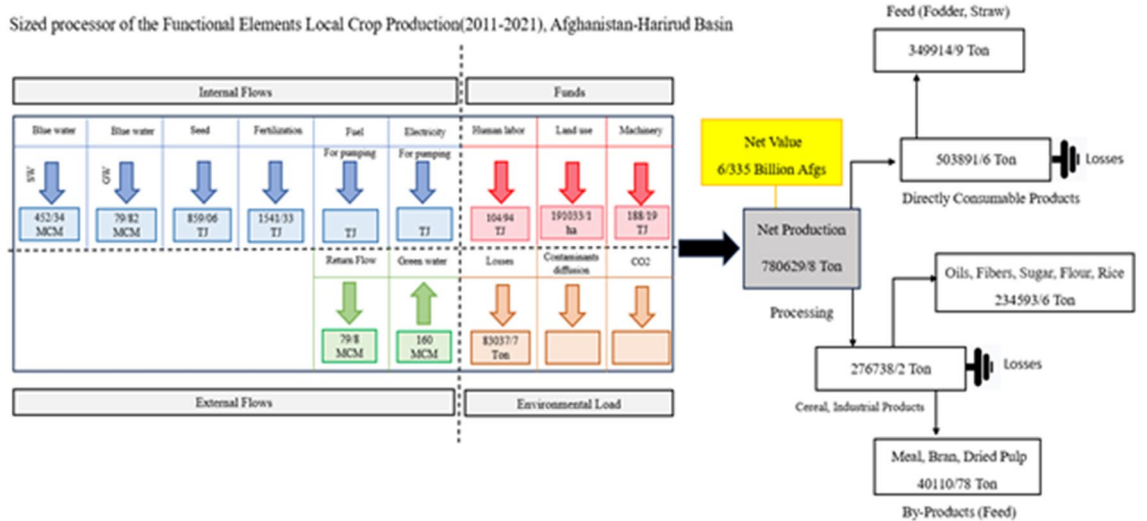 Sized processor of the Functional Elements Local Crop Production(2011-2021), Afghanistan-Harirud Basin
Internal Flows
Funds
Blue water
Blue water
Seed
Fertilization
Fuel
Electricity
Human labor
Land use
Machinery
For pumping
For pumping
SW
GW
452/34
MCM
79/82
MCM
859/06
TJ
1541/33
TJ
TJ
TJ
104/94
TJ
191033/1
ha
188/19
TJ
Return Flow
Green water
Losses
Contaminants
diffusion
CO2
79/8
MCM
160
MCM
83037/7
Ton
External Flows
Environmental Load
Net Value
6/335 Billion Afgs
Net Production
780629/8 Ton
Processing
Feed (Fodder, Straw)
349914/9 Ton
503891/6 Ton
Losses
Directly Consumable Products
Oils, Fibers, Sugar, Flour, Rice
234593/6 Ton
276738/2 Ton
Losses
Cereal, Industrial Products
Meal, Bran, Dried Pulp
40110/78 Ton
By-Products (Feed)